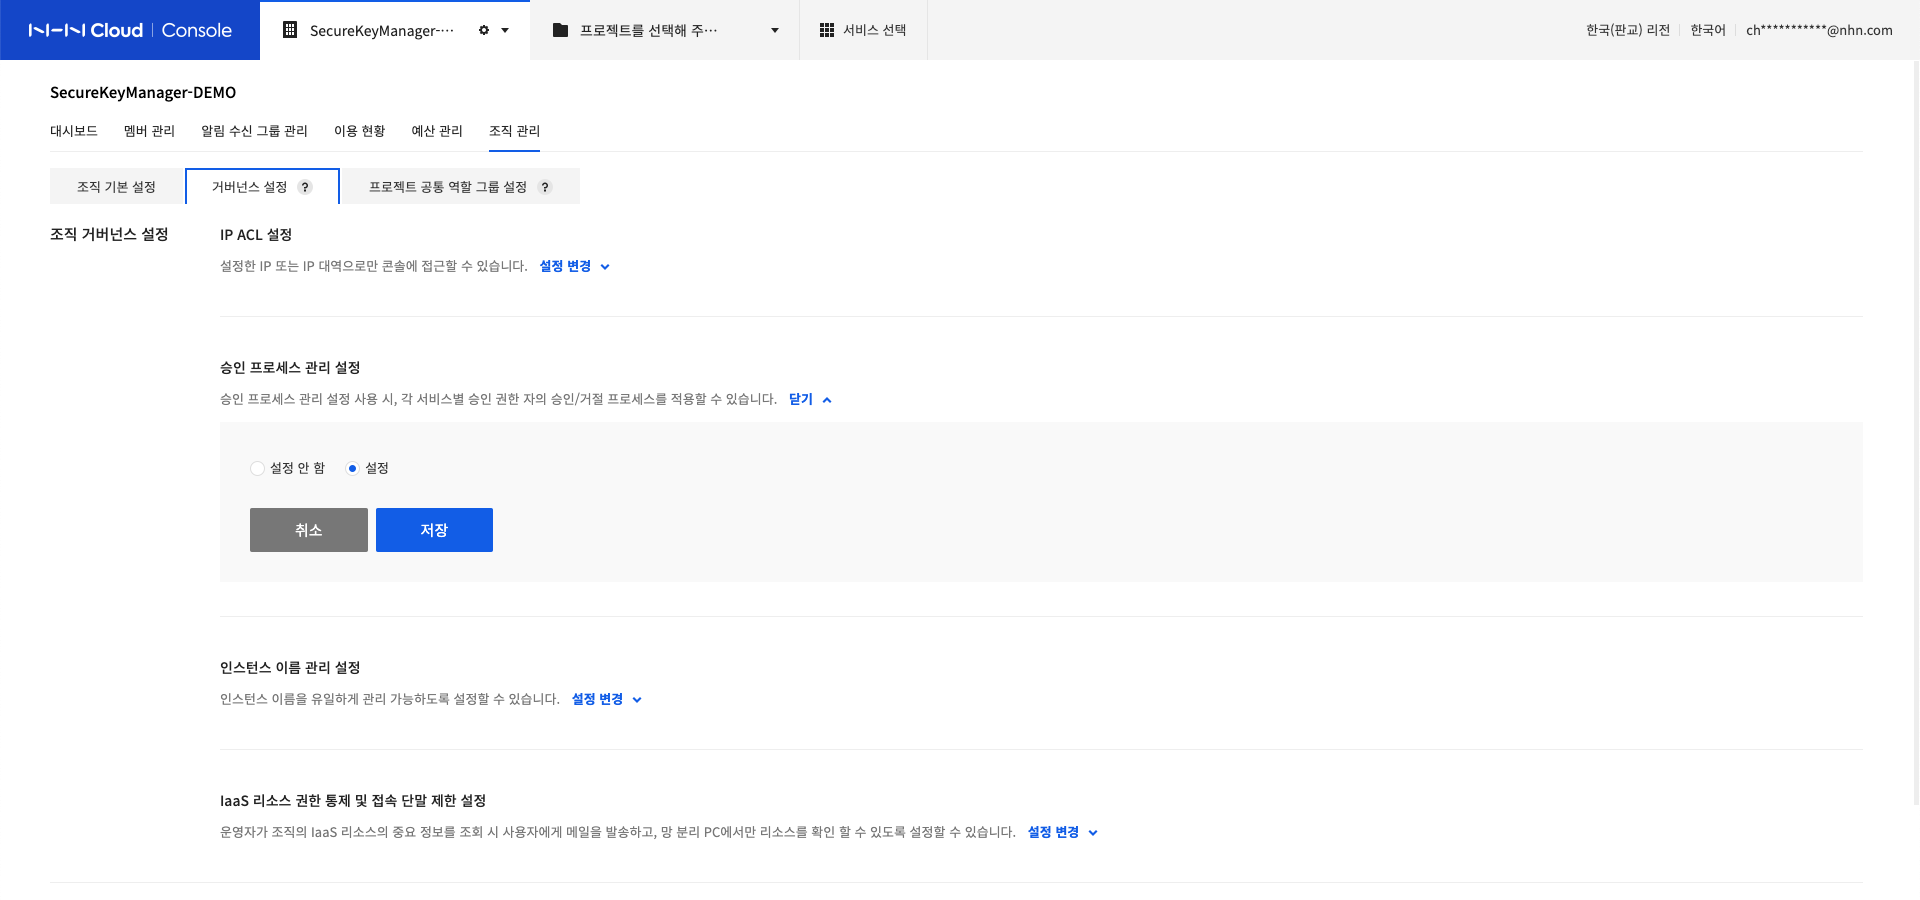 NHN Cloud | Console
SecureKeyManager-···
프로젝트를 선택해 주···
서비스 선택
한국(판교) 리전
한국어
ch***********@nhn.com
SecureKeyManager-DEMO
대시보드 멤버 관리 알림 수신 그룹 관리 이용 현황 예산 관리 조직 관리
조직 기본 설정 거버넌스 설정 ? 프로젝트 공통 역할 그룹 설정 ?
조직 거버넌스 설정
IP ACL 설정
설정한 IP 또는 IP 대역으로만 콘솔에 접근할 수 있습니다. 설정 변경
승인 프로세스 관리 설정
승인 프로세스 관리 설정 사용 시, 각 서비스별 승인 권한 자의 승인/거절 프로세스를 적용할 수 있습니다. 닫기
설정 안 함 설정
취소 저장
인스턴스 이름 관리 설정
인스턴스 이름을 유일하게 관리 가능하도록 설정할 수 있습니다. 설정 변경
IaaS 리소스 권한 통제 및 접속 단말 제한 설정
운영자가 조직의 IaaS 리소스의 중요 정보를 조회 시 사용자에게 메일을 발송하고, 망 분리 PC에서만 리소스를 확인 할 수 있도록 설정할 수 있습니다. 설정 변경